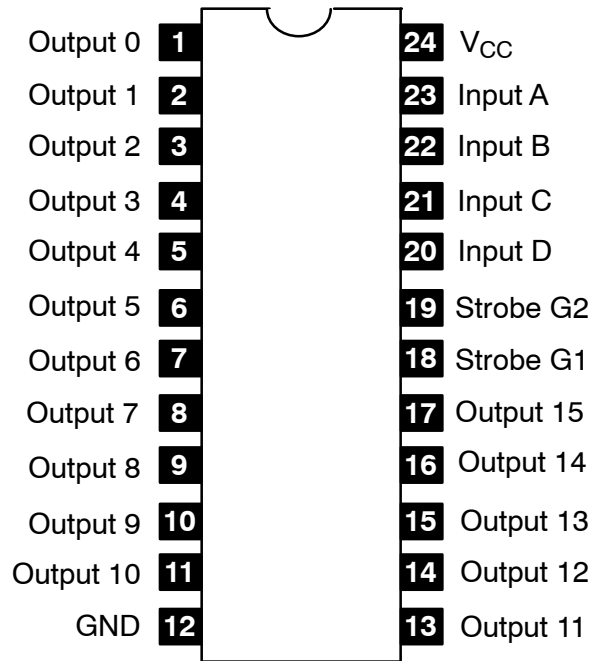 Output 0 1 24 VCC
Output 1 2 23 Input A
Output 2 3 22 Input B
Output 3 4 21 Input C
Output 4 5 20 Input D
Output 5 6 19 Strobe G2
Output 6 7 18 Strobe G1
Output 7 8 17 Output 15
Output 8 9 16 Output 14
Output 9 10 15 Output 13
Output 10 11 14 Output 12
GND 12 13 Output 11